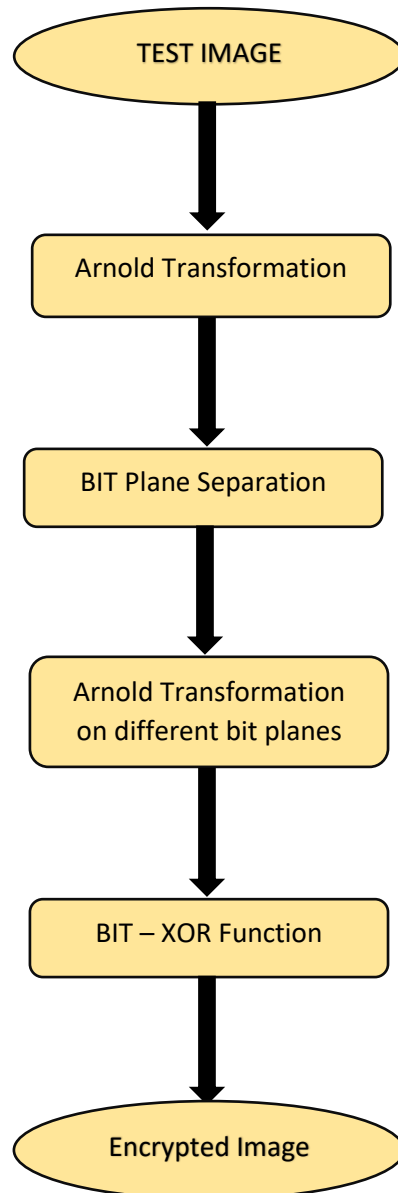 TEST IMAGE
Arnold Transformation
BIT Plane Separation
Arnold Transformation
on different bit planes
BIT – XOR Function
Encrypted Image